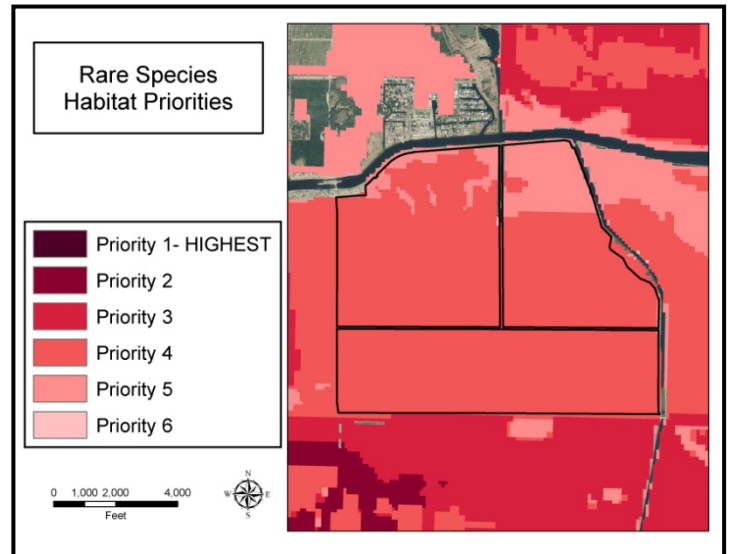 Rare Species
Habitat Priorities
Priority 1- HIGHEST
Priority 2
Priority 3
Priority 4
Priority 5
Priority 6
0 1,000 2,000 4,000
Feet
N
W E
S